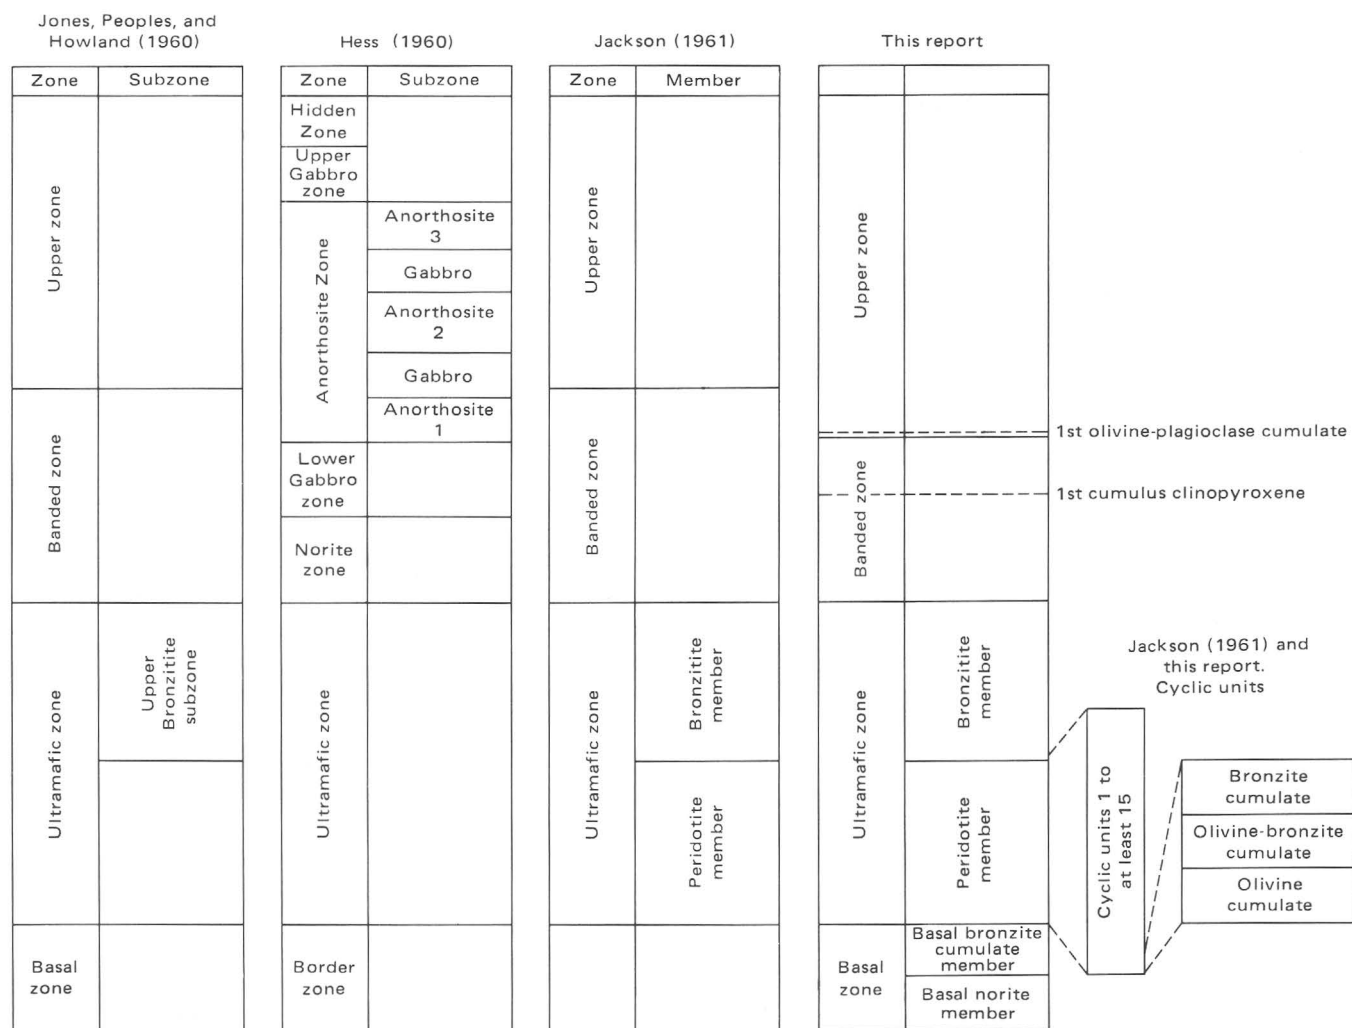 Jones, Peoples, and
Howland (1960)
Zone
Subzone
Upper zone
Banded zone
Ultramafic zone
Upper
Bronzitite
subzone
Basal
zone
Hess (1960)
Zone
Subzone
Hidden
Zone
Upper
Gabbro
zone
Anorthosite Zone
Anorthosite
3
Gabbro
Anorthosite
2
Gabbro
Anorthosite
1
Lower
Gabbro
zone
Norite
zone
Ultramafic zone
Border
zone
Jackson (1961)
Zone
Member
Upper zone
Banded zone
Ultramafic zone
Bronzitite
member
Peridotite
member
This report
Upper zone
1st olivine-plagioclase cumulate
Banded zone
1st cumulus clinopyroxene
Ultramafic zone
Bronzitite
member
Peridotite
member
Basal
zone
Basal bronzite
cumulate
member
Basal norite
member
Jackson (1961) and
this report.
Cyclic units
Cyclic units 1 to
at least 15
Bronzite
cumulate
Olivine-bronzite
cumulate
Olivine
cumulate